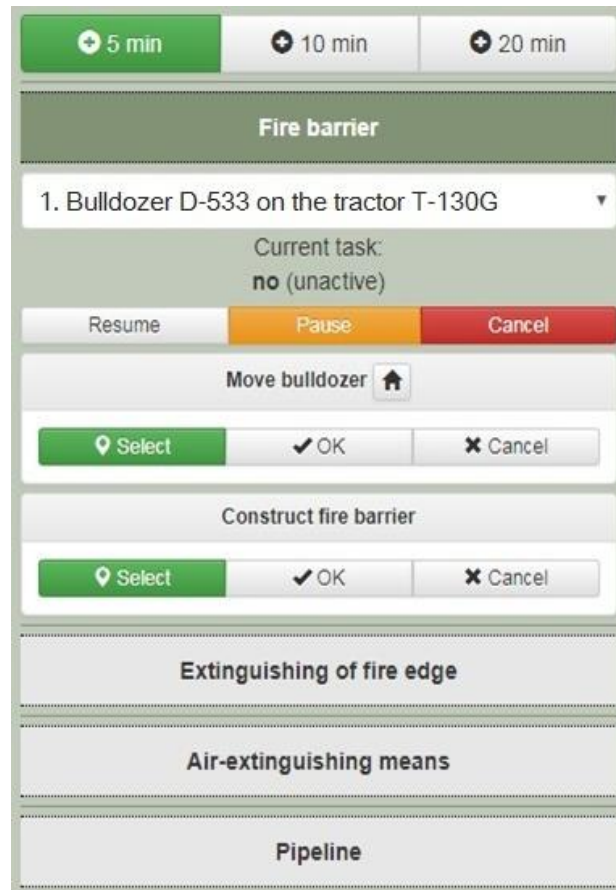 5 min 10 min 20 min
Fire barrier
1. Bulldozer D-533 on the tractor T-130G
Current task:
no (unactive)
Resume Pause Cancel
Move bulldozer
Select OK Cancel
Construct fire barrier
Select OK Cancel
Extinguishing of fire edge
Air-extinguishing means
Pipeline